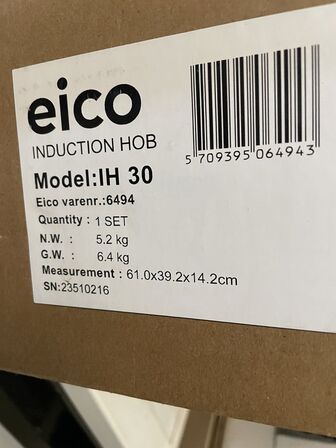 eico
INDUCTION HOB
5 709395 064943
Model:IH 30
Eico varenr.:6494
Quantity : 1 SET
N.W. : 5.2 kg
G.W. : 6.4 kg
Measurement : 61.0x39.2x14.2cm
SN:23510216